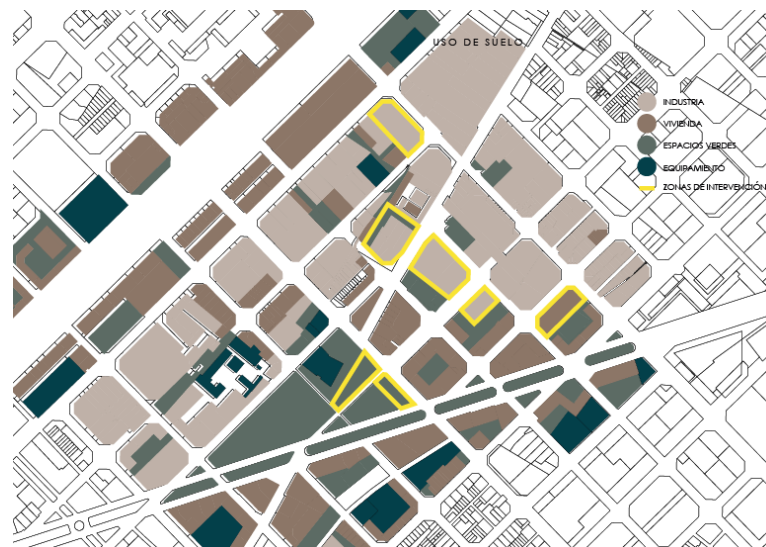 USO DE SUELO
INDUSTRIA
VIVIENDA
ESPACIOS VERDES
EQUIPAMIENTO
ZONAS DE INTERVENCIÓN